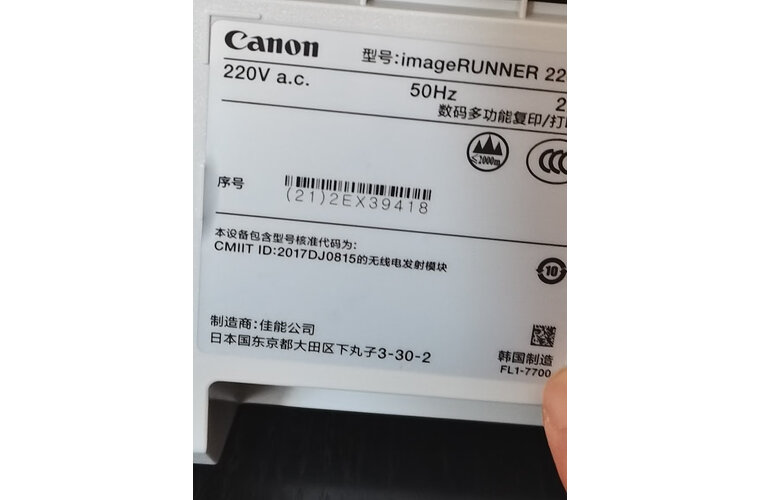 Canon
型号:imageRUNNER 22
220V a.c.
50Hz
2
数码多功能复印/打印
≤2000m
CCC
序号
(21)2EX39418
本设备包含型号核准代码为:
CMIIT ID:2017DJ0815的无线电发射模块
10
制造商:佳能公司
日本国东京都大田区下丸子3-30-2
韩国制造
FL1-7700